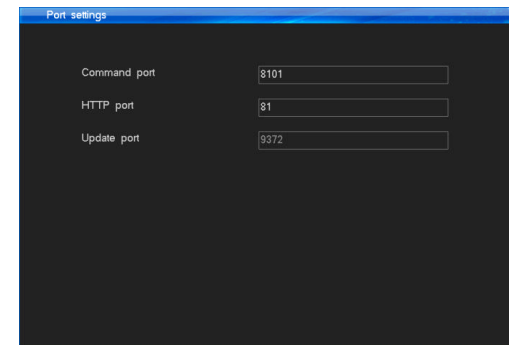 Port settings
Command port 8101
HTTP port 81
Update port 9372